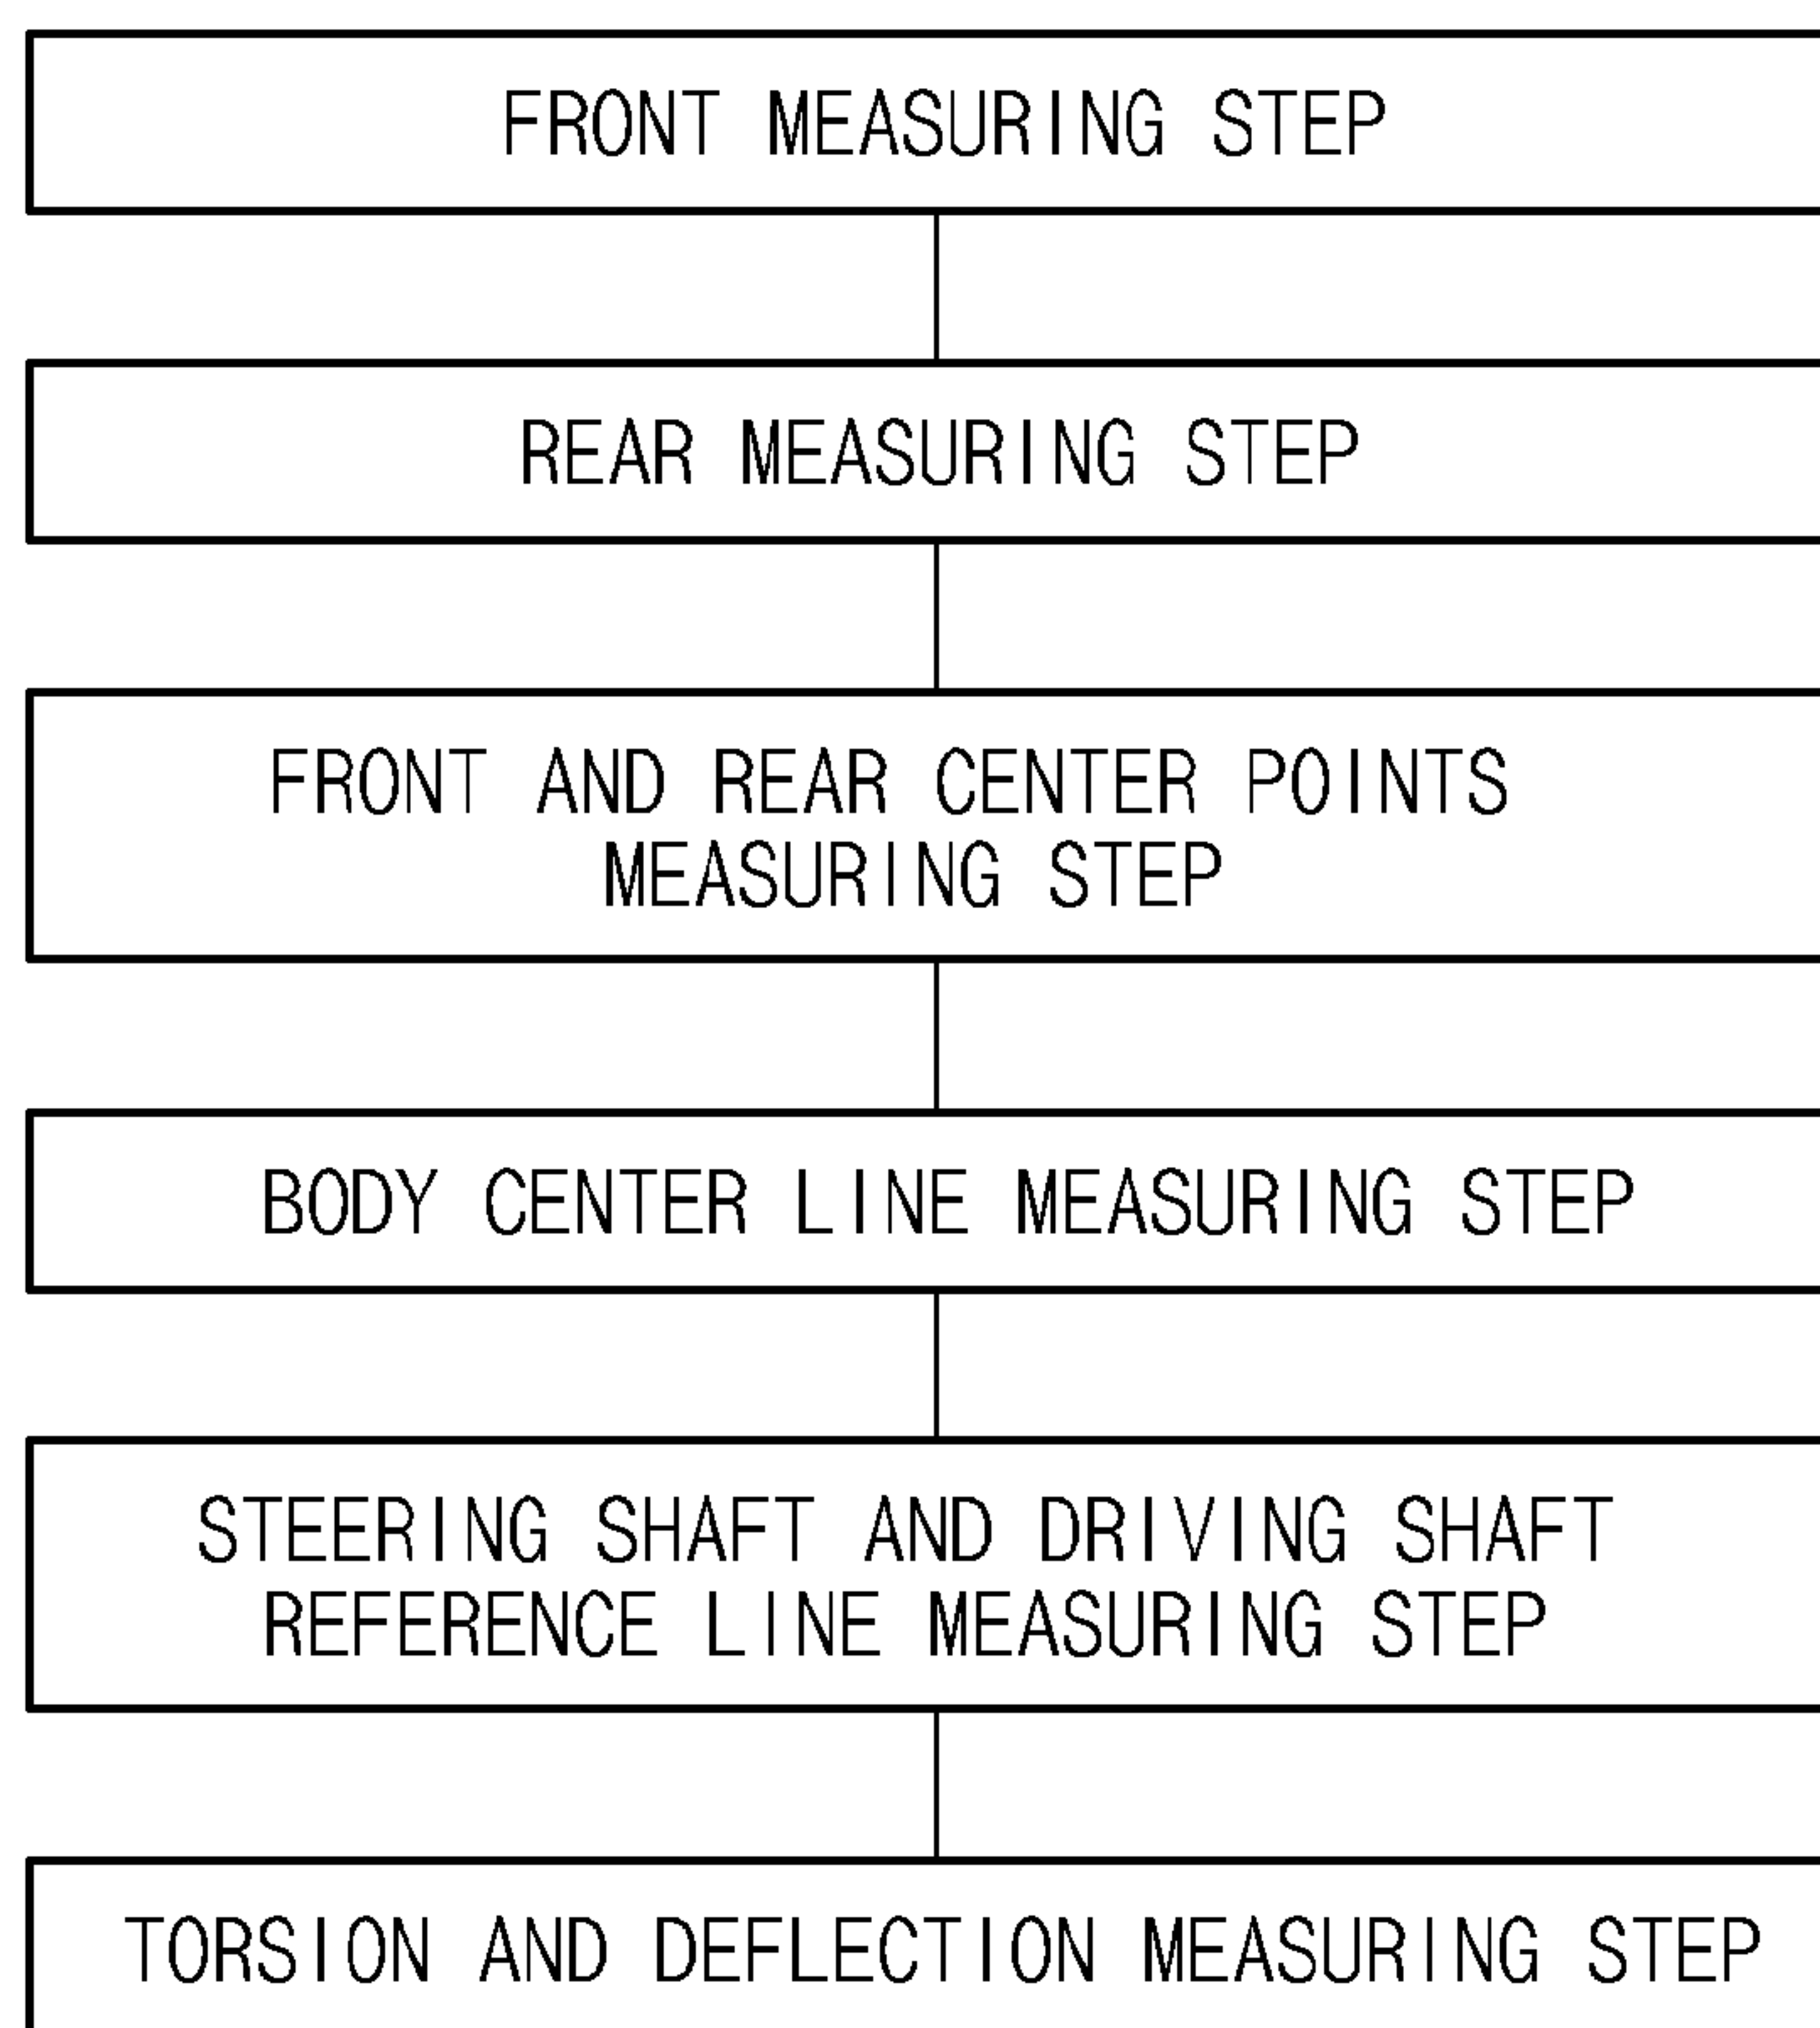 FRONT MEASURING STEP
REAR MEASURING STEP
FRONT AND REAR CENTER POINTS
MEASURING STEP
BODY CENTER LINE MEASURING STEP
STEERING SHAFT AND DRIVING SHAFT
REFERENCE LINE MEASURING STEP
TORSION AND DEFLECTION MEASURING STEP